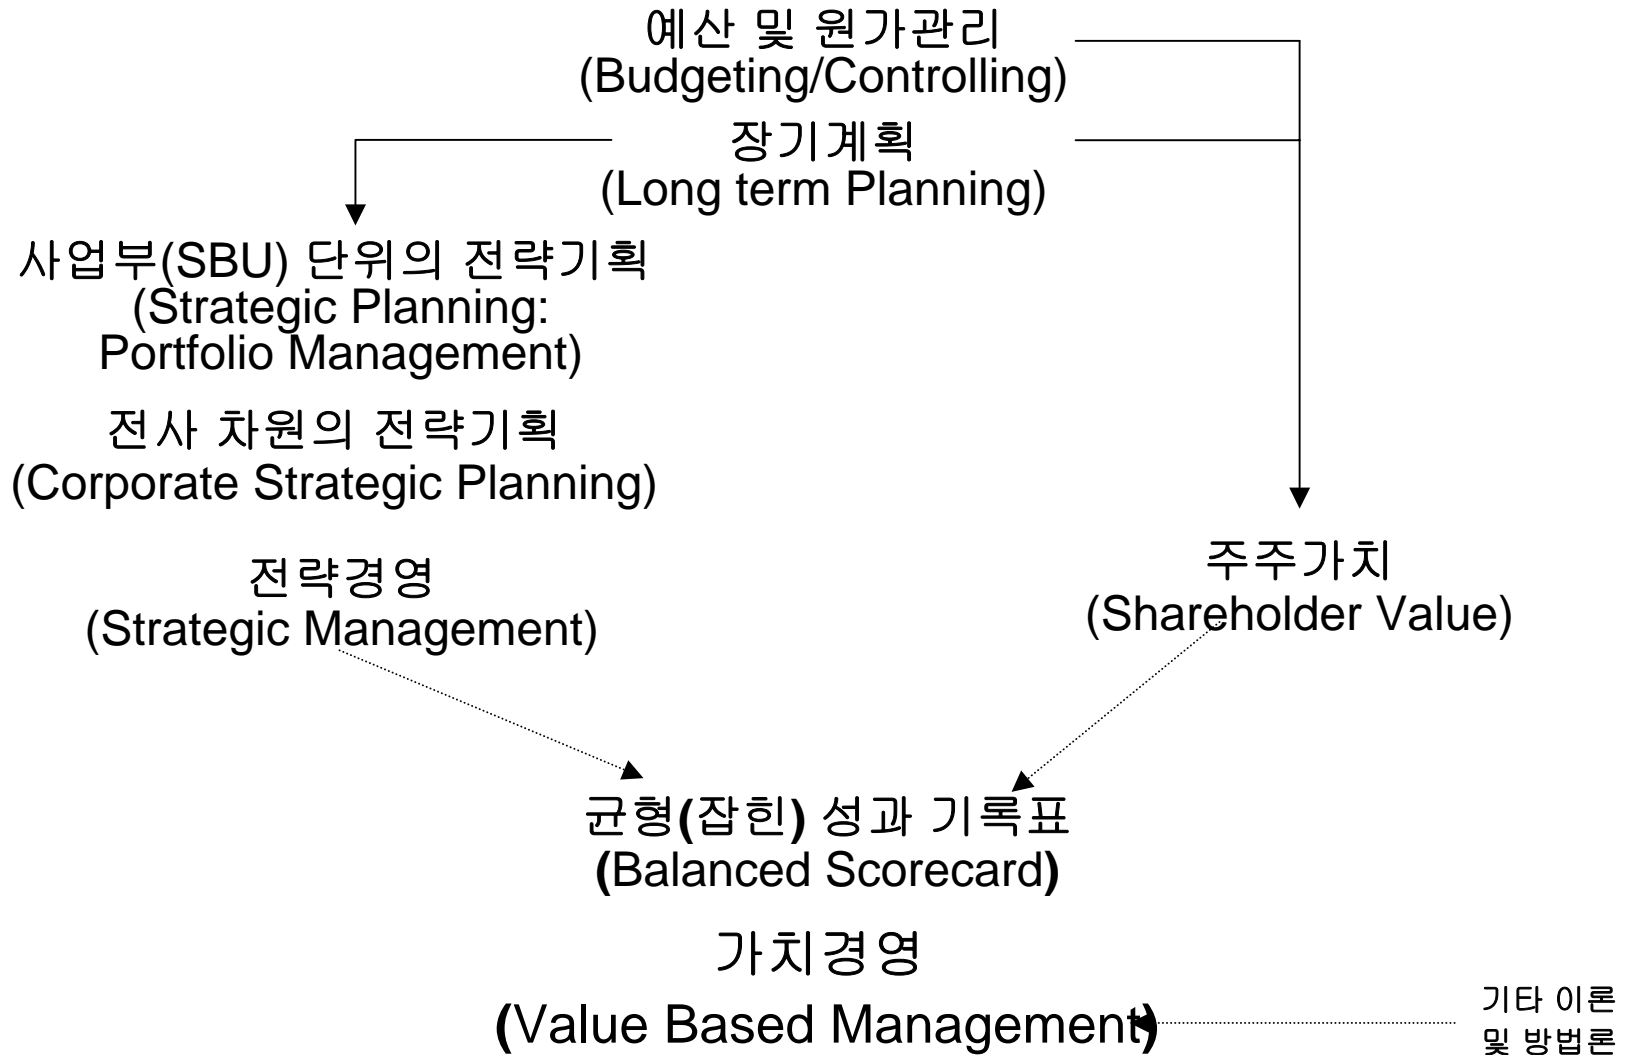 예산 및 원가관리
(Budgeting/Controlling)
장기계획
(Long term Planning)
사업부(SBU) 단위의 전략기획
(Strategic Planning:
Portfolio Management)
전사 차원의 전략기획
(Corporate Strategic Planning)
전략경영
(Strategic Management)
주주가치
(Shareholder Value)
균형(잡힌) 성과 기록표
(Balanced Scorecard)
가치경영
(Value Based Management)
기타 이론
및 방법론